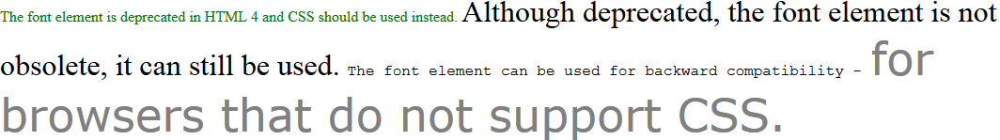 The font element is deprecated in HTML 4 and CSS should be used instead. Although deprecated, the font element is not
obsolete, it can still be used. The font element can be used for backward compatibility - for
browsers that do not support CSS.